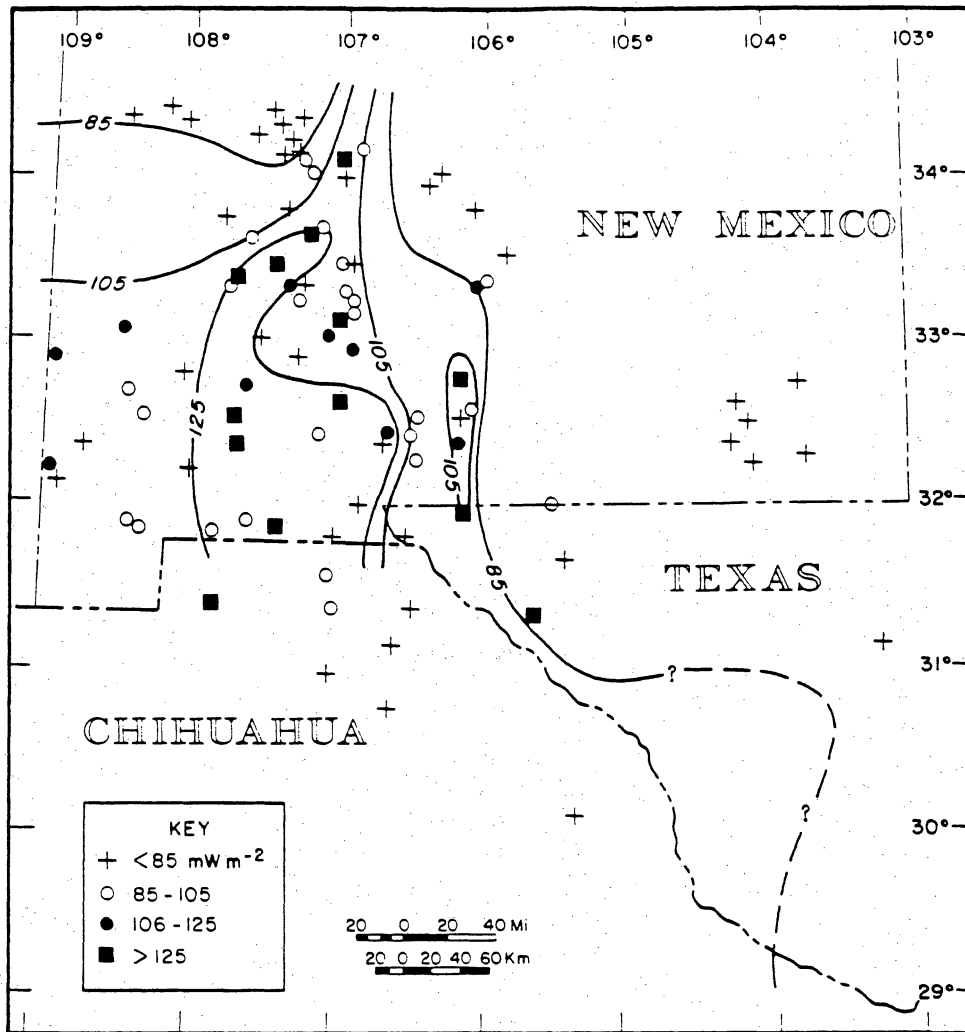 109° 108° 107° 106° 105° 104° 103°
85
34°
NEW MEXICO
105
33°
105
125
105
32°
TEXAS
85
31°
?
CHIHUAHUA
?
30°
KEY
+ <85 mWm⁻²
○ 85-105
● 106-125
■ >125
20 0 20 40 Mi
20 0 20 40 60 Km
29°